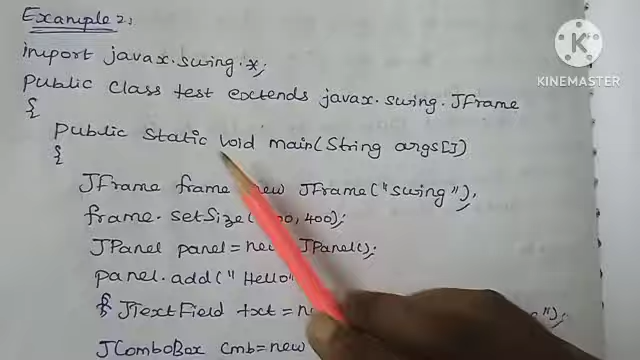 Example 2:
import javax.swing.*;
Public class test extends javax.swing.JFrame
{
Public static void main(String args[])
{
JFrame frame new JFrame("swing");
frame.setSize( 00,400);
JPanel panel=new JPanel();
panel.add("Hello"
{ JTextField txt=n ");
JComboBox cmb=new
KINEMASTER